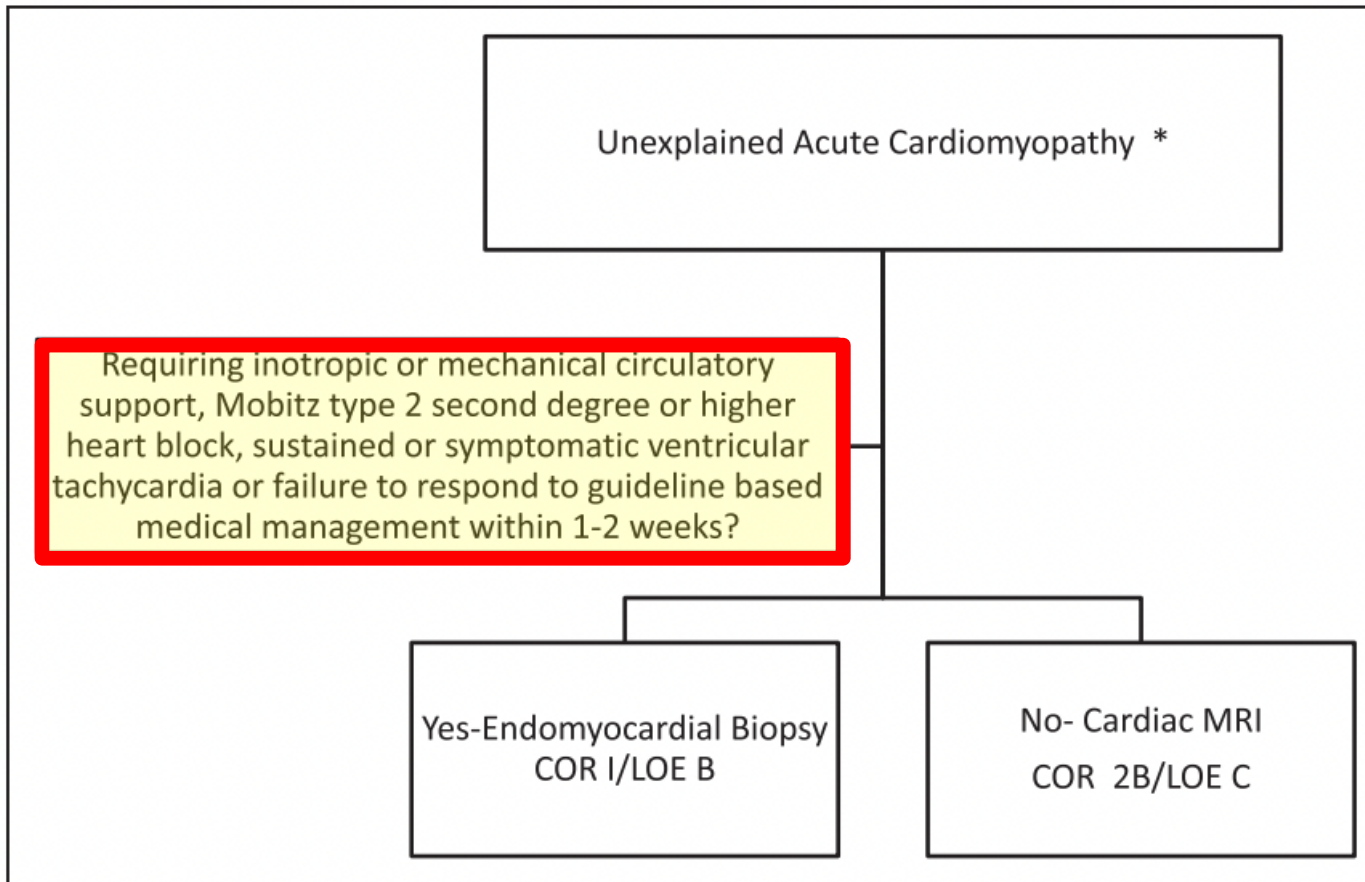 Unexplained Acute Cardiomyopathy *
Requiring inotropic or mechanical circulatory
support, Mobitz type 2 second degree or higher
heart block, sustained or symptomatic ventricular
tachycardia or failure to respond to guideline based
medical management within 1-2 weeks?
Yes-Endomyocardial Biopsy
COR I/LOE B
No- Cardiac MRI
COR 2B/LOE C